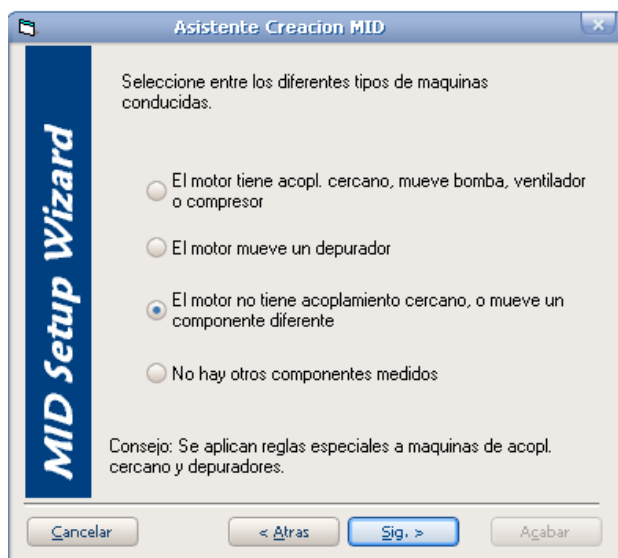 Asistente Creacion MID
MID Setup Wizard
Seleccione entre los diferentes tipos de maquinas
conducidas.
El motor tiene acopl. cercano, mueve bomba, ventilador
o compresor
El motor mueve un depurador
El motor no tiene acoplamiento cercano, o mueve un
componente diferente
No hay otros componentes medidos
Consejo: Se aplican reglas especiales a maquinas de acopl.
cercano y depuradores.
Cancelar
< Atras
Sig. >
Acabar